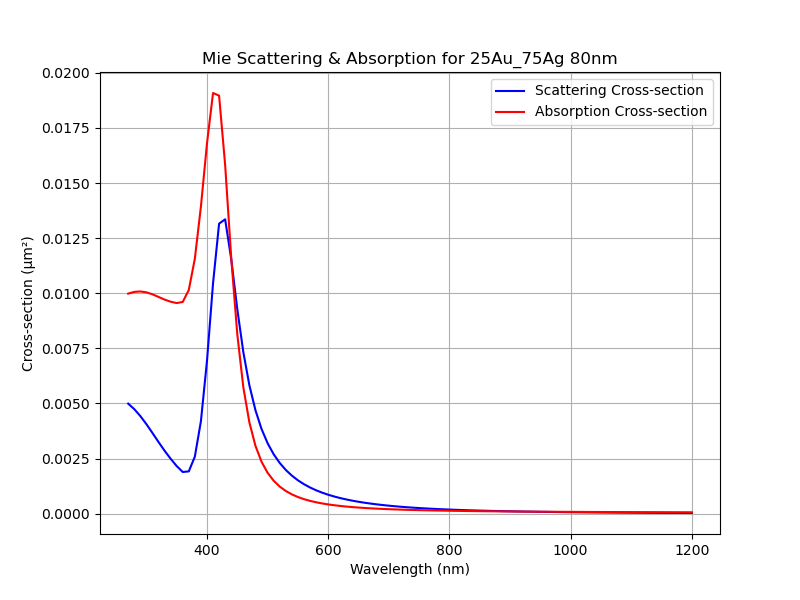 Mie Scattering & Absorption for 25Au_75Ag 80nm
Scattering Cross-section
Absorption Cross-section
Cross-section (µm²)
0.0200
0.0175
0.0150
0.0125
0.0100
0.0075
0.0050
0.0025
0.0000
400 600 800 1000 1200
Wavelength (nm)